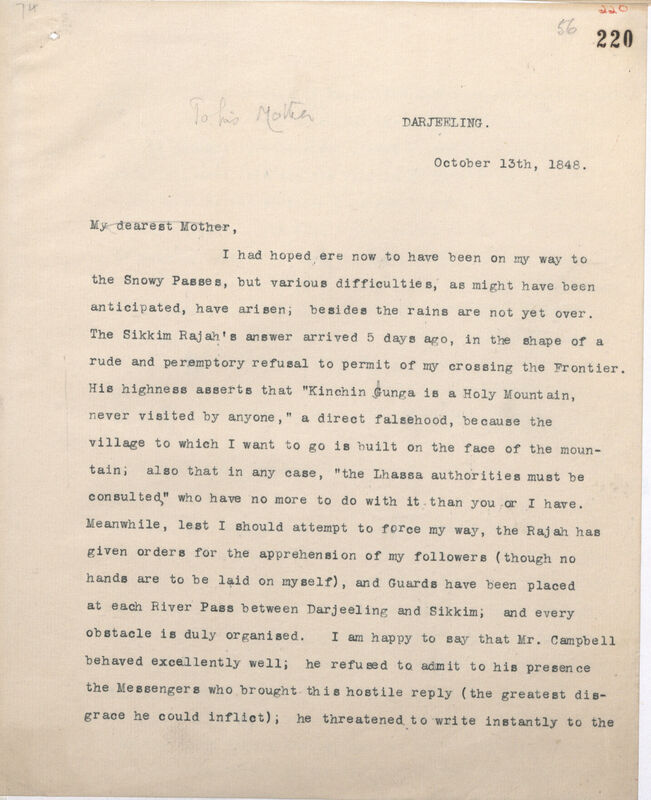 74
220
56
220
To his Mother
DARJEELING.
October 13th, 1848.
My dearest Mother,
I had hoped ere now to have been on my way to
the Snowy Passes, but various difficulties, as might have been
anticipated, have arisen; besides the rains are not yet over.
The Sikkim Rajah's answer arrived 5 days ago, in the shape of a
rude and peremptory refusal to permit of my crossing the Frontier.
His highness asserts that "Kinchin Gunga is a Holy Mountain,
never visited by anyone," a direct falsehood, because the
village to which I want to go is built on the face of the moun-
tain; also that in any case, "the Lhassa authorities must be
consulted," who have no more to do with it than you or I have.
Meanwhile, lest I should attempt to force my way, the Rajah has
given orders for the apprehension of my followers (though no
hands are to be laid on myself), and Guards have been placed
at each River Pass between Darjeeling and Sikkim; and every
obstacle is duly organised. I am happy to say that Mr. Campbell
behaved excellently well; he refused to admit to his presence
the Messengers who brought this hostile reply (the greatest dis-
grace he could inflict); he threatened to write instantly to the